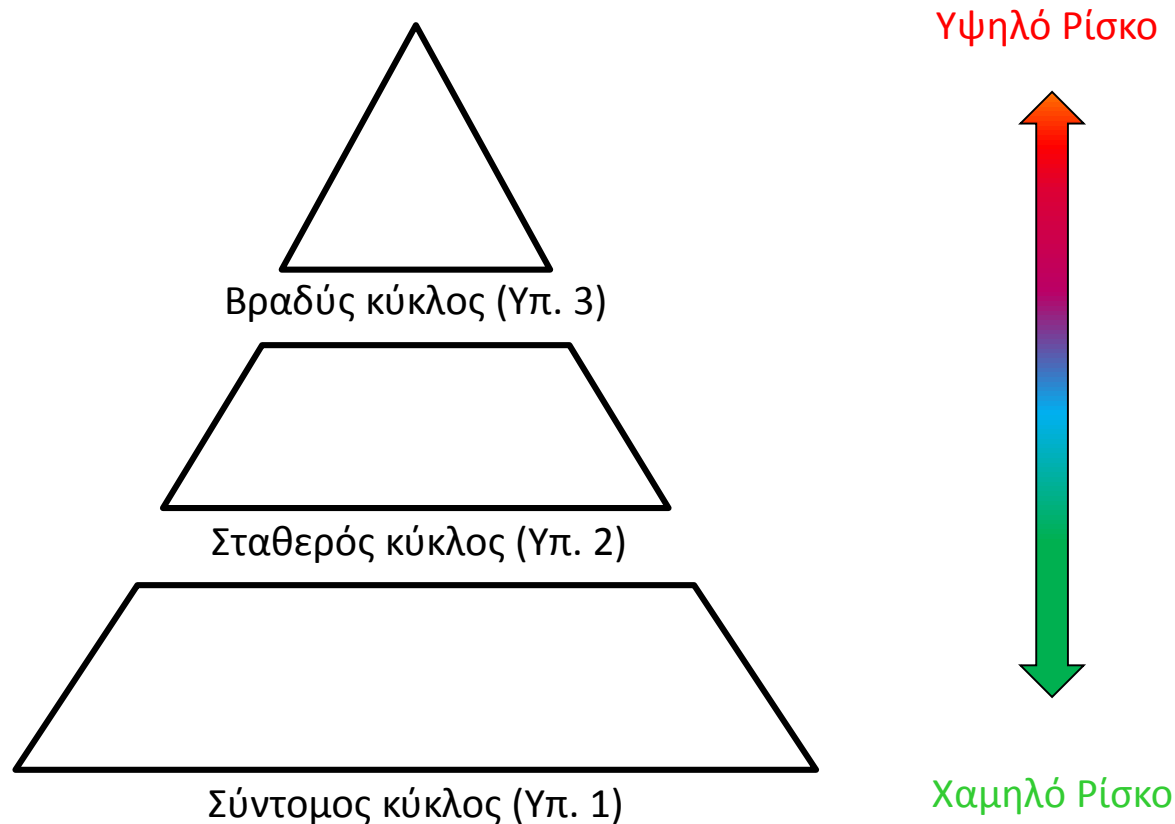 Υψηλό Ρίσκο
Βραδύς κύκλος (Υπ. 3)
Σταθερός κύκλος (Υπ. 2)
Σύντομος κύκλος (Υπ. 1)
Χαμηλό Ρίσκο